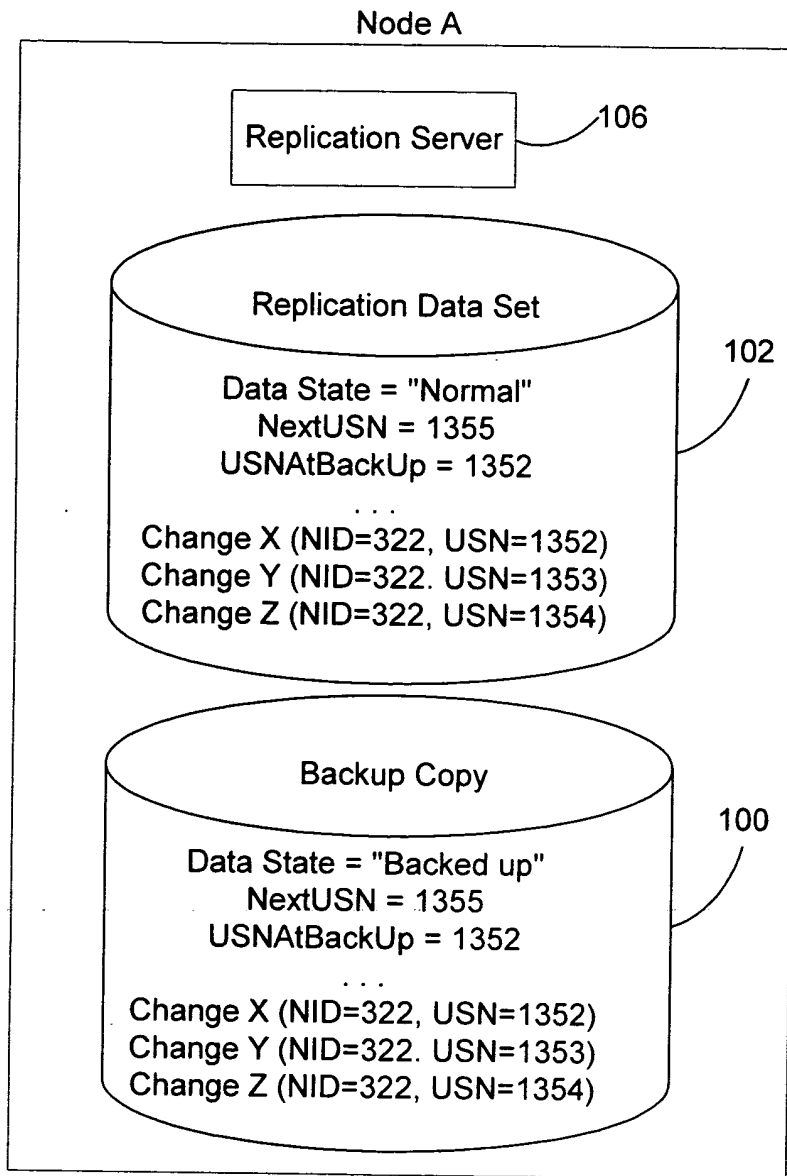 Node A
Replication Server
106
Replication Data Set
102
Data State = "Normal"
NextUSN = 1355
USNAtBackUp = 1352
. . .
Change X (NID=322, USN=1352)
Change Y (NID=322. USN=1353)
Change Z (NID=322, USN=1354)
Backup Copy
100
Data State = "Backed up"
NextUSN = 1355
USNAtBackUp = 1352
. . .
Change X (NID=322, USN=1352)
Change Y (NID=322. USN=1353)
Change Z (NID=322, USN=1354)